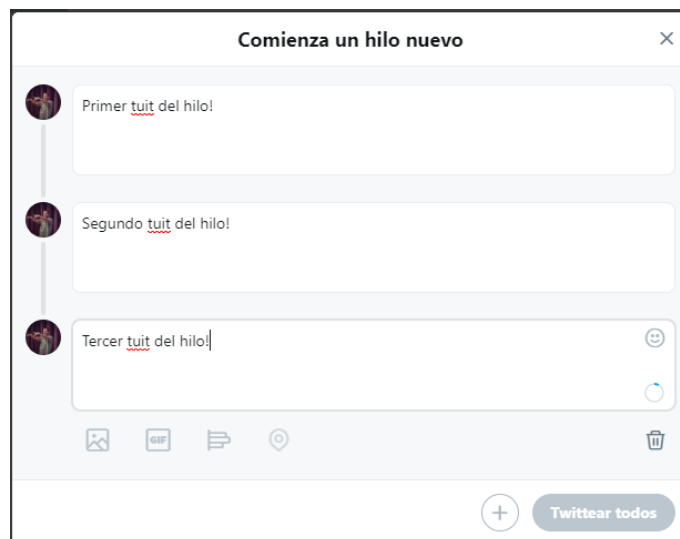 Comienza un hilo nuevo
Primer tuit del hilo!
Segundo tuit del hilo!
Tercer tuit del hilo!
GIF
Twittear todos